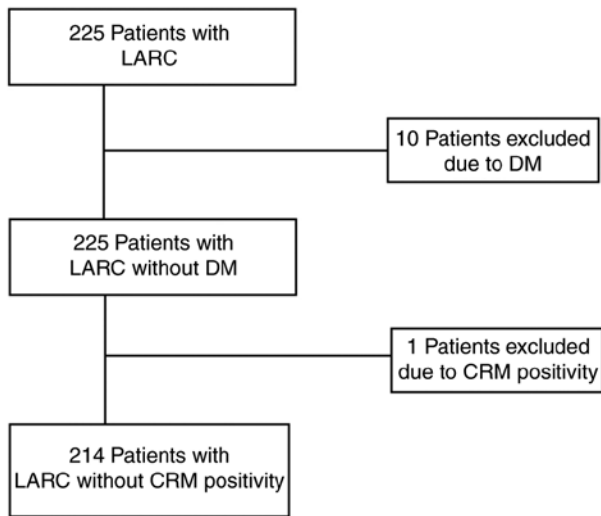 225 Patients with
LARC
10 Patients excluded
due to DM
225 Patients with
LARC without DM
1 Patients excluded
due to CRM positivity
214 Patients with
LARC without CRM positivity